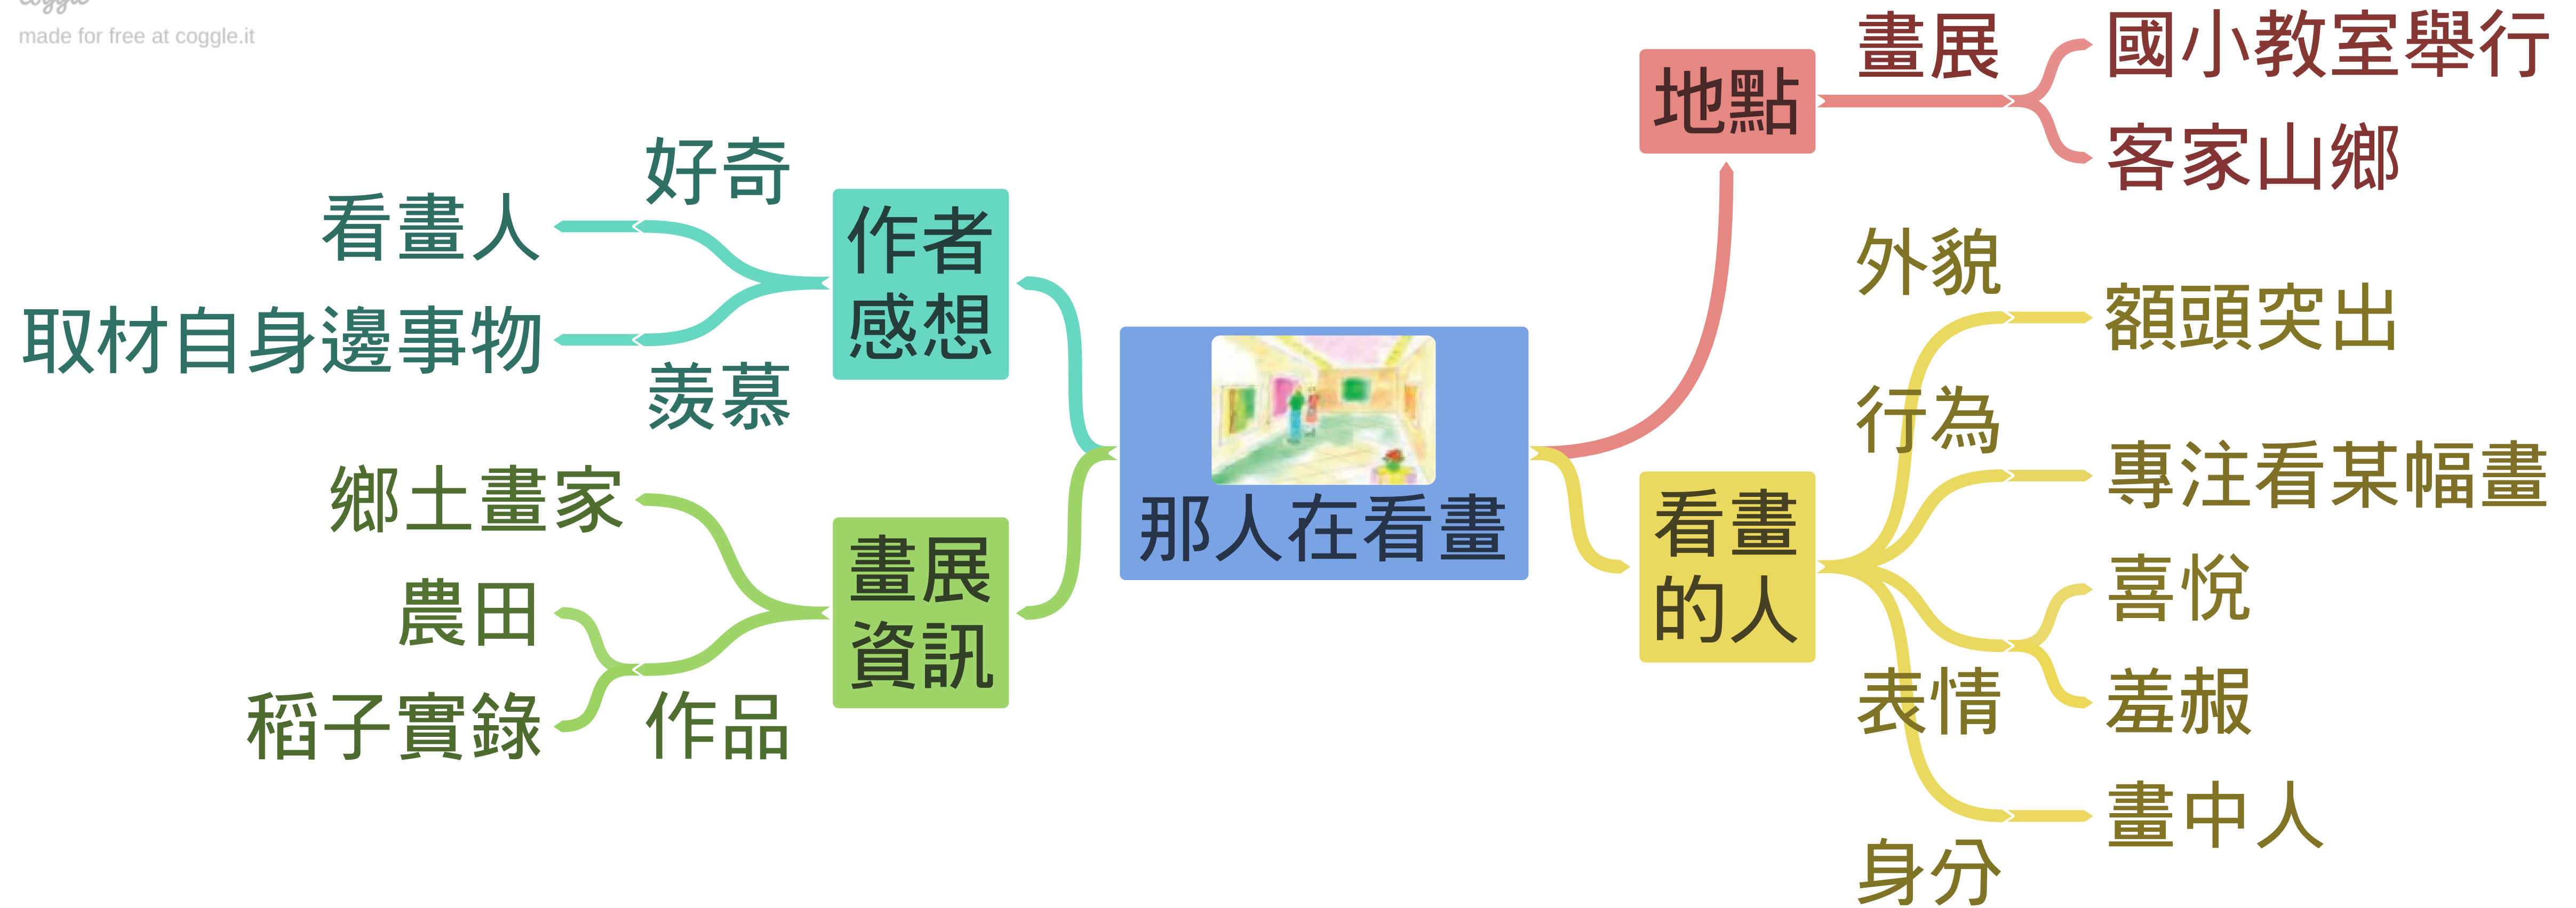 coggle
made for free at coggle.it
那人在看畫
地點
畫展
國小教室舉行
客家山鄉
看畫
的人
外貌
額頭突出
行為
專注看某幅畫
表情
喜悅
羞赧
身分
畫中人
作者
感想
好奇
看畫人
羨慕
取材自身邊事物
畫展
資訊
鄉土畫家
作品
農田
稻子實錄